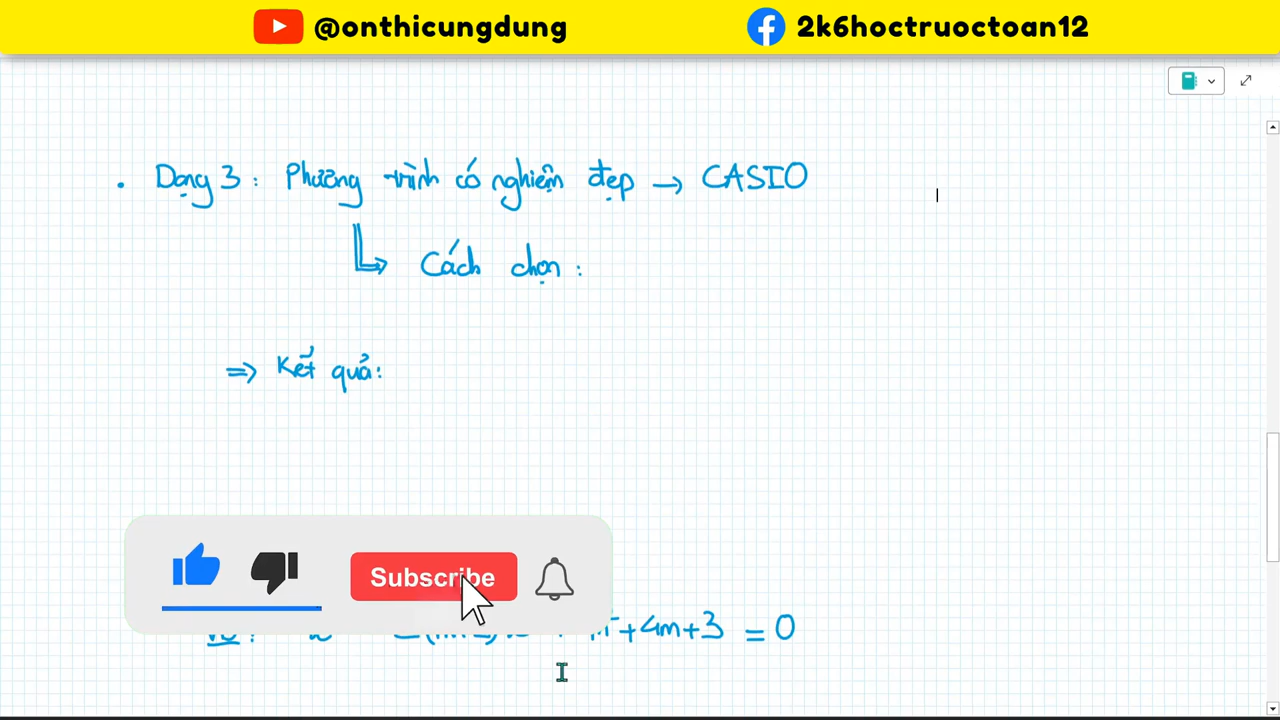 @onthicungdung 2k6hoctruoctoan12
• Dạng 3: Phương trình có nghiệm đẹp → CASIO
Cách chọn:
⇒ Kết quả:
Subscribe
+4m+3 = 0